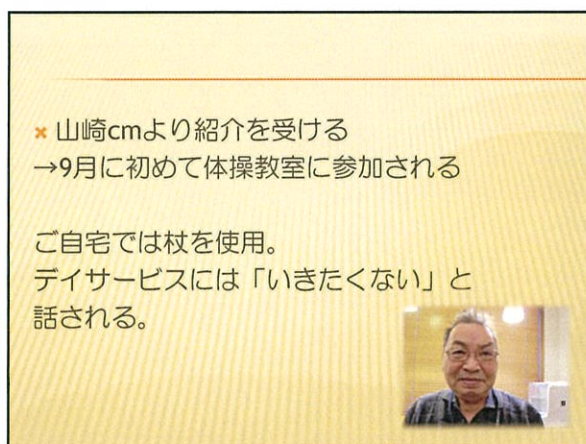 × 山崎cmより紹介を受ける
→9月に初めて体操教室に参加される
ご自宅では杖を使用。
デイサービスには「いきたくない」と
話される。